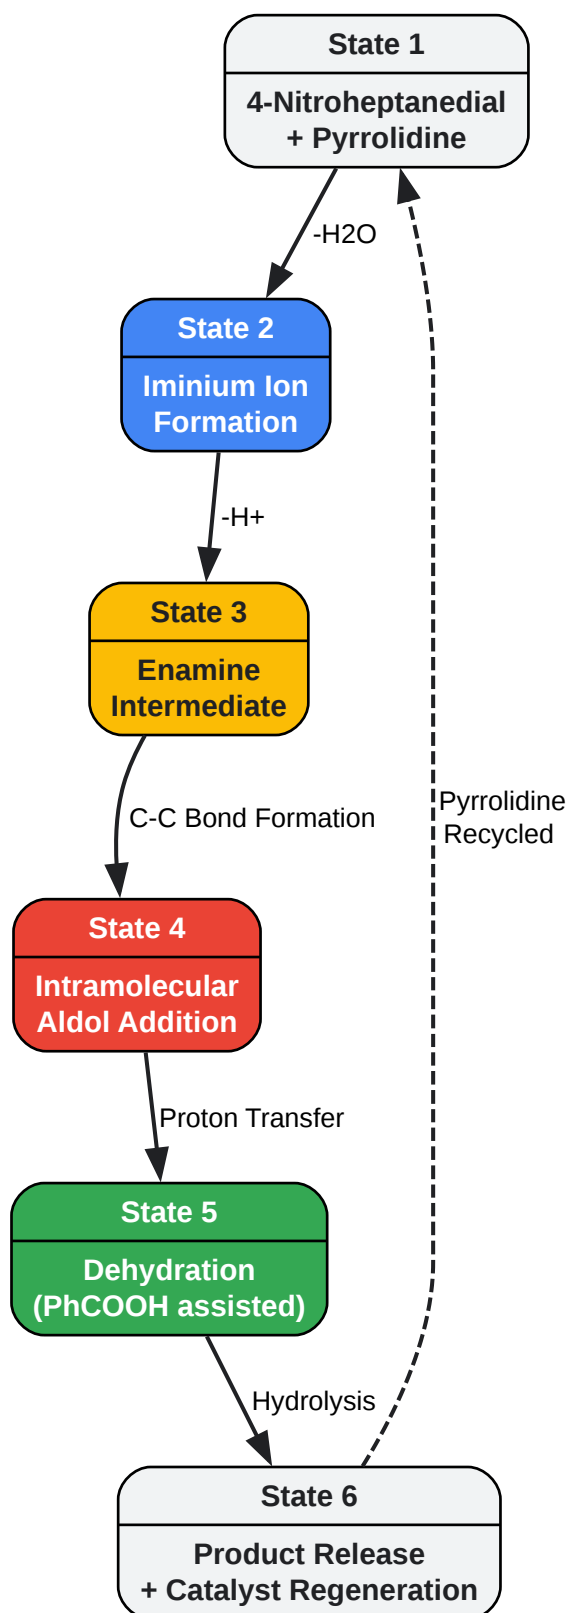 State 1
4-Nitroheptanedial
+ Pyrrolidine
-H2O
State 2
Iminium Ion
Formation
-H+
State 3
Enamine
Intermediate
C-C Bond Formation
Pyrrolidine
Recycled
State 4
Intramolecular
Aldol Addition
Proton Transfer
State 5
Dehydration
(PhCOOH assisted)
Hydrolysis
State 6
Product Release
+ Catalyst Regeneration